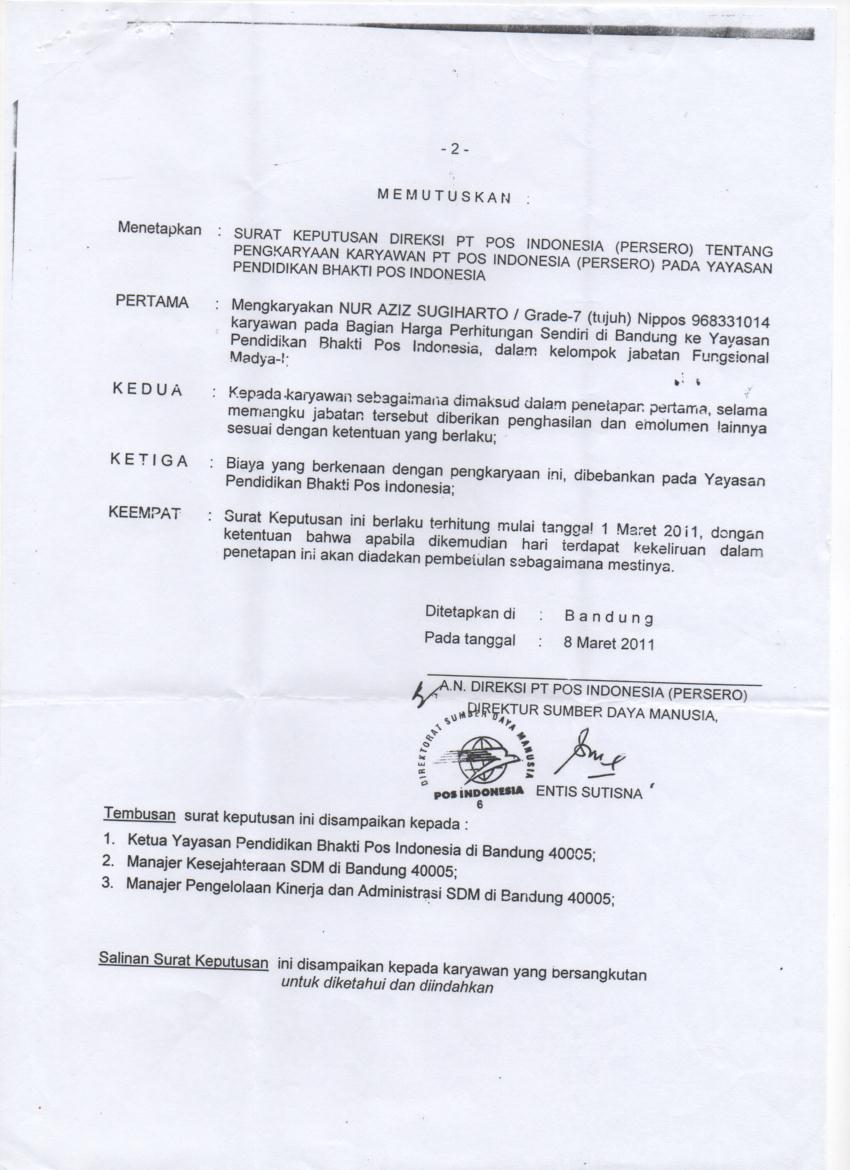 - 2 -
M E M U T U S K A N :
Menetapkan : SURAT KEPUTUSAN DIREKSI PT POS INDONESIA (PERSERO) TENTANG
PENGKARYAAN KARYAWAN PT POS INDONESIA (PERSERO) PADA YAYASAN
PENDIDIKAN BHAKTI POS INDONESIA
PERTAMA : Mengkaryakan NUR AZIZ SUGIHARTO / Grade-7 (tujuh) Nippos 968331014
karyawan pada Bagian Harga Perhitungan Sendiri di Bandung ke Yayasan
Pendidikan Bhakti Pos Indonesia, dalam kelompok jabatan Fungsional
Madya-I;
K E D U A : Kepada karyawan sebagaimana dimaksud dalam penetapan pertama, selama
memangku jabatan tersebut diberikan penghasilan dan emolumen lainnya
sesuai dengan ketentuan yang berlaku;
K E T I G A : Biaya yang berkenaan dengan pengkaryaan ini, dibebankan pada Yayasan
Pendidikan Bhakti Pos Indonesia;
KEEMPAT : Surat Keputusan ini berlaku terhitung mulai tanggal 1 Maret 2011, dengan
ketentuan bahwa apabila dikemudian hari terdapat kekeliruan dalam
penetapan ini akan diadakan pembetulan sebagaimana mestinya.
Ditetapkan di : B a n d u n g
Pada tanggal : 8 Maret 2011
A.N. DIREKSI PT POS INDONESIA (PERSERO)
DIREKTUR SUMBER DAYA MANUSIA,
DIREKTORAT SUMBER DAYA MANUSIA
POS INDONESIA
6
ENTIS SUTISNA
Tembusan surat keputusan ini disampaikan kepada :
1. Ketua Yayasan Pendidikan Bhakti Pos Indonesia di Bandung 40005;
2. Manajer Kesejahteraan SDM di Bandung 40005;
3. Manajer Pengelolaan Kinerja dan Administrasi SDM di Bandung 40005;
Salinan Surat Keputusan ini disampaikan kepada karyawan yang bersangkutan
untuk diketahui dan diindahkan